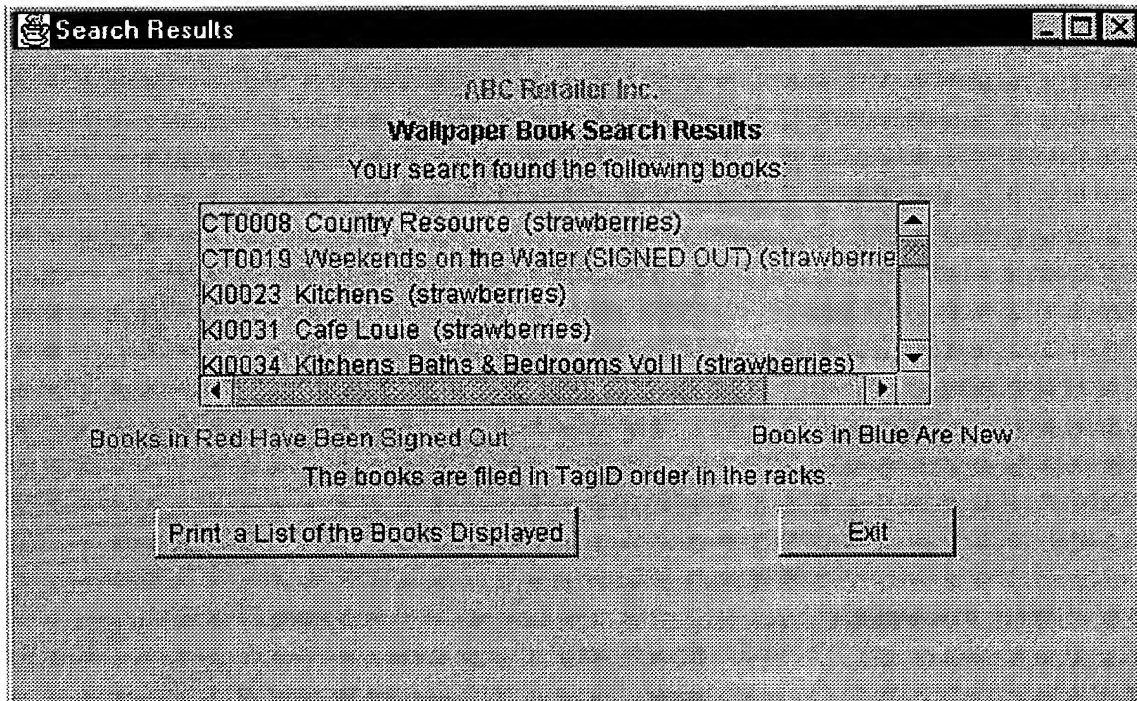 Search Results
ABC Retailer Inc.
Wallpaper Book Search Results
Your search found the following books:
CT0008 Country Resource (strawberries)
CT0019 Weekends on the Water (SIGNED OUT) (strawberrie
KI0023 Kitchens (strawberries)
KI0031 Cafe Louie (strawberries)
KI0034 Kitchens, Baths & Bedrooms Vol II (strawberries)
Books in Red Have Been Signed Out
Books in Blue Are New
The books are filed in TagID order in the racks.
Print a List of the Books Displayed
Exit